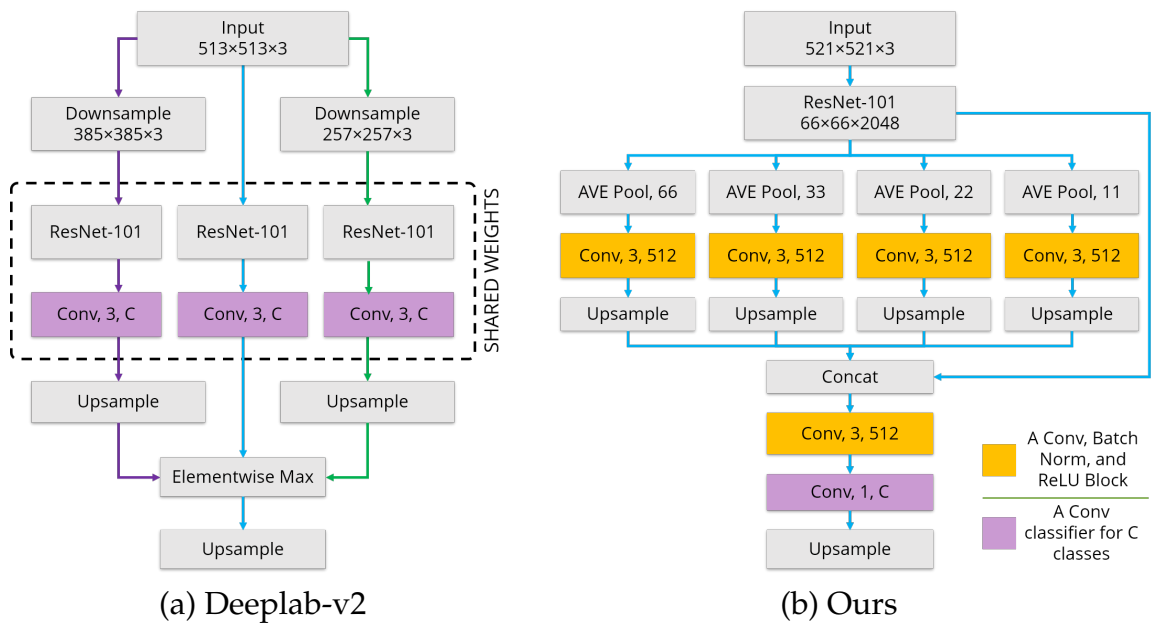 Input
513×513×3
Downsample
385×385×3
Downsample
257×257×3
ResNet-101
ResNet-101
ResNet-101
Conv, 3, C
Conv, 3, C
Conv, 3, C
SHARED WEIGHTS
Upsample
Upsample
Elementwise Max
Upsample
(a) Deeplab-v2
Input
521×521×3
ResNet-101
66×66×2048
AVE Pool, 66
AVE Pool, 33
AVE Pool, 22
AVE Pool, 11
Conv, 3, 512
Conv, 3, 512
Conv, 3, 512
Conv, 3, 512
Upsample
Upsample
Upsample
Upsample
Concat
Conv, 3, 512
Conv, 1, C
Upsample
A Conv, Batch
Norm, and
ReLU Block
A Conv
classifier for C
classes
(b) Ours